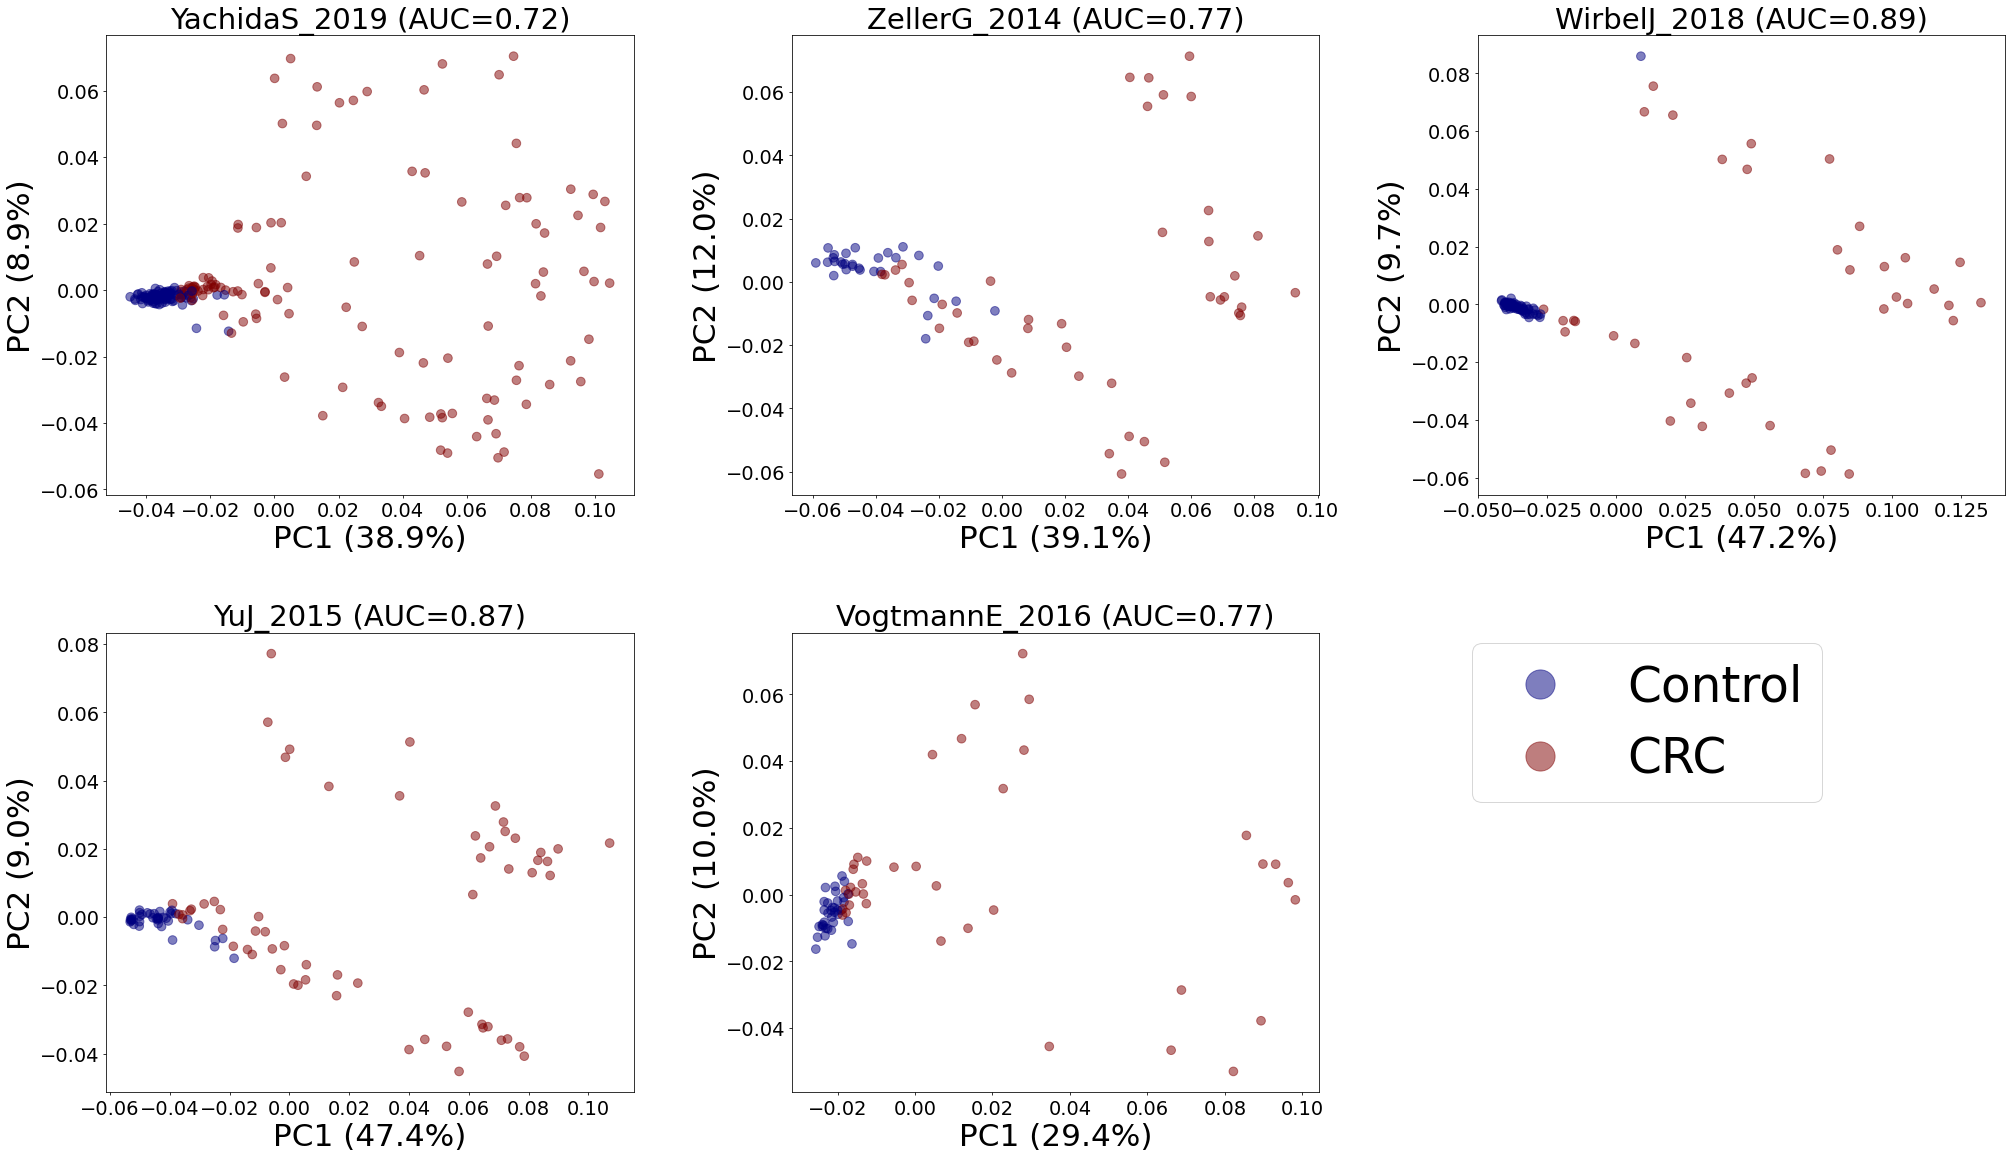 YachidaS_2019 (AUC=0.72)
PC2 (8.9%)
0.06
0.04
0.02
0.00
−0.02
−0.04
−0.06
−0.04 −0.02 0.00 0.02 0.04 0.06 0.08 0.10
PC1 (38.9%)
ZellerG_2014 (AUC=0.77)
PC2 (12.0%)
0.06
0.04
0.02
0.00
−0.02
−0.04
−0.06
−0.06 −0.04 −0.02 0.00 0.02 0.04 0.06 0.08 0.10
PC1 (39.1%)
WirbelJ_2018 (AUC=0.89)
PC2 (9.7%)
0.08
0.06
0.04
0.02
0.00
−0.02
−0.04
−0.06
−0.050 −0.025 0.000 0.025 0.050 0.075 0.100 0.125
PC1 (47.2%)
YuJ_2015 (AUC=0.87)
PC2 (9.0%)
0.08
0.06
0.04
0.02
0.00
−0.02
−0.04
−0.06 −0.04 −0.02 0.00 0.02 0.04 0.06 0.08 0.10
PC1 (47.4%)
VogtmannE_2016 (AUC=0.77)
PC2 (10.0%)
0.06
0.04
0.02
0.00
−0.02
−0.04
−0.02 0.00 0.02 0.04 0.06 0.08 0.10
PC1 (29.4%)
Control
CRC